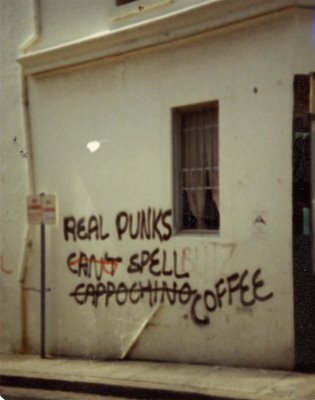 REAL PUNKS
CAN'T SPELL
CAPPOCHINO COFFEE